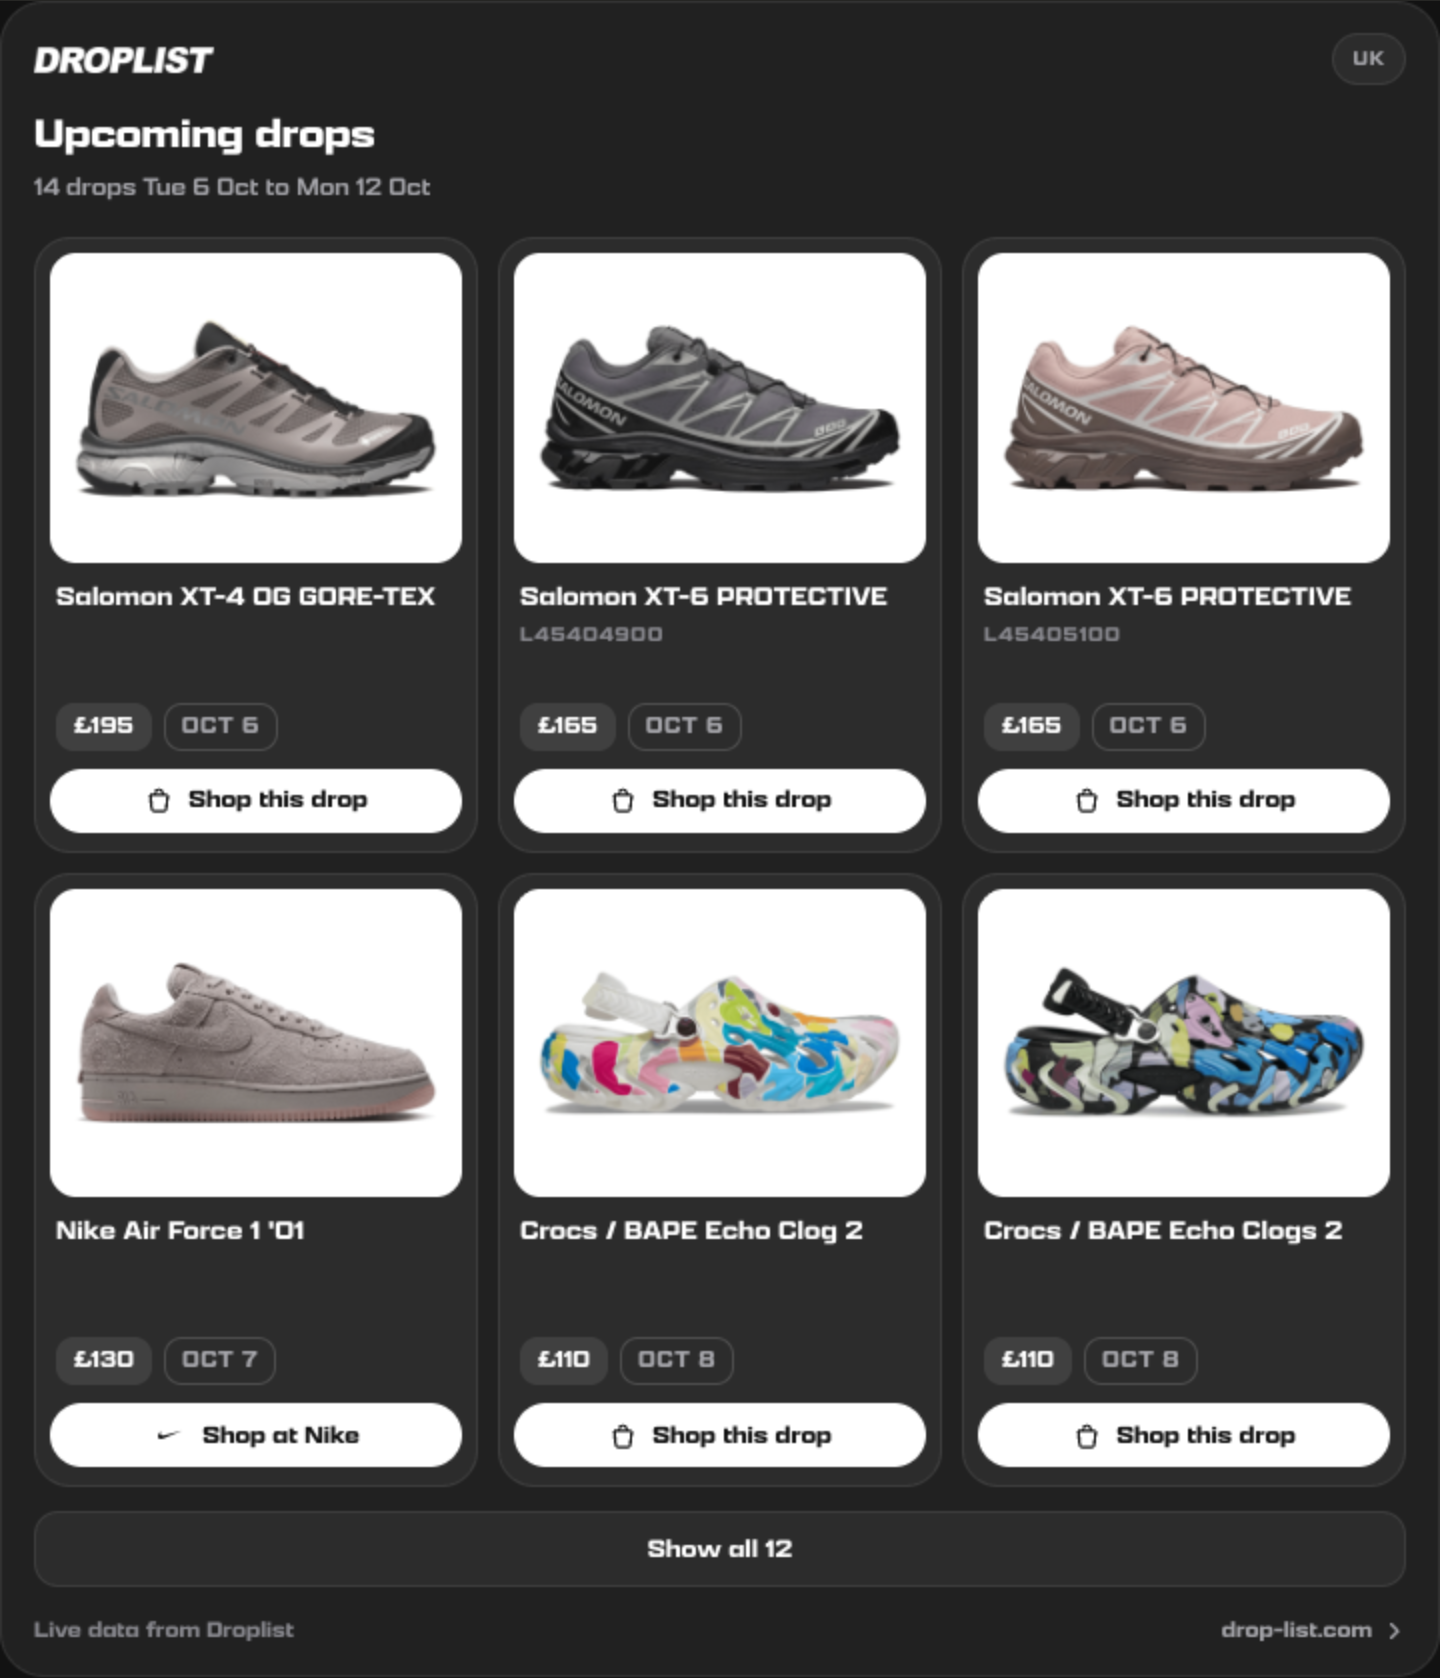 DROPLIST
UK
Upcoming drops
14 drops Tue 6 Oct to Mon 12 Oct
SALOMON
SALOMON
SALOMON
Salomon XT-4 OG GORE-TEX
Salomon XT-6 PROTECTIVE
L45404900
Salomon XT-6 PROTECTIVE
L45405100
£195
OCT 6
£165
OCT 6
£165
OCT 6
Shop this drop
Shop this drop
Shop this drop
Nike Air Force 1 '01
Crocs / BAPE Echo Clog 2
Crocs / BAPE Echo Clogs 2
£130
OCT 7
£110
OCT 8
£110
OCT 8
Shop at Nike
Shop this drop
Shop this drop
Show all 12
Live data from Droplist
drop-list.com